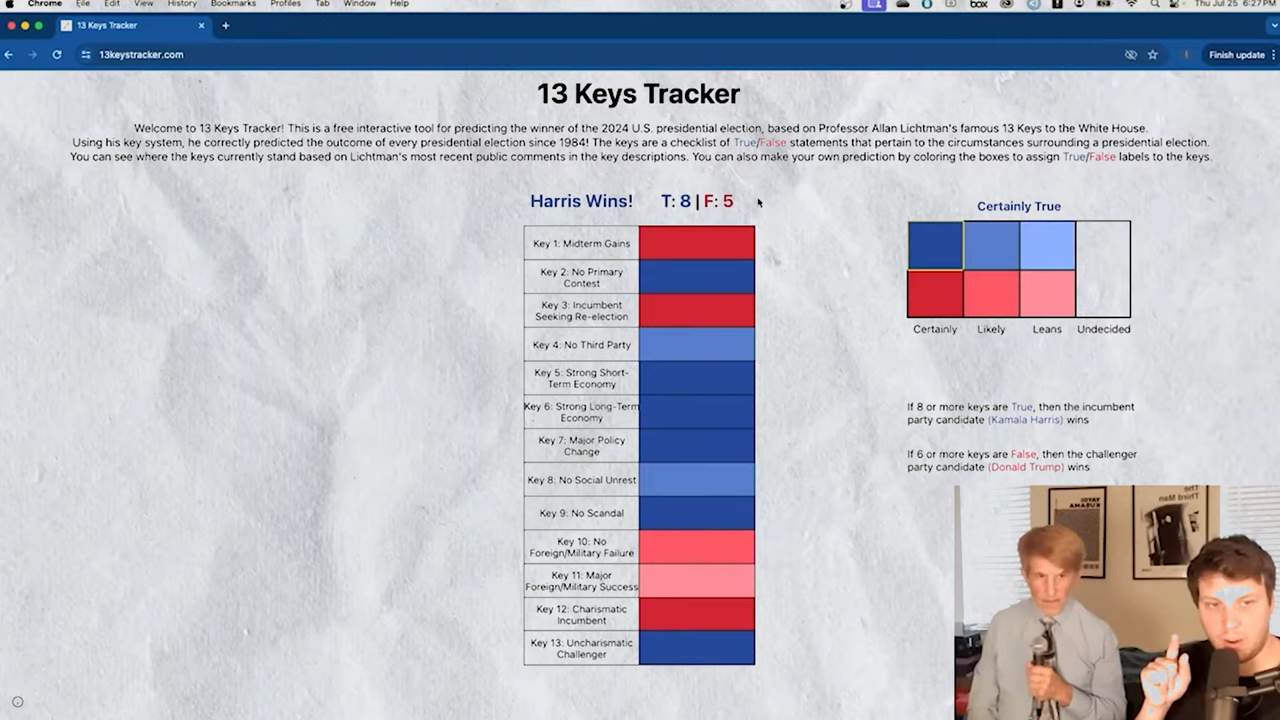 Chrome File Edit View History Bookmarks Profiles Tab Window Help
box
Thu Jul 25 6:27PM
13 Keys Tracker
13keystracker.com
Finish update
13 Keys Tracker
Welcome to 13 Keys Tracker! This is a free interactive tool for predicting the winner of the 2024 U.S. presidential election, based on Professor Allan Lichtman's famous 13 Keys to the White House.
Using his key system, he correctly predicted the outcome of every presidential election since 1984! The keys are a checklist of True/False statements that pertain to the circumstances surrounding a presidential election.
You can see where the keys currently stand based on Lichtman's most recent public comments in the key descriptions. You can also make your own prediction by coloring the boxes to assign True/False labels to the keys.
Harris Wins! T: 8 | F: 5
Key 1: Midterm Gains
Key 2: No Primary
Contest
Key 3: Incumbent
Seeking Re-election
Key 4: No Third Party
Key 5: Strong Short-
Term Economy
Key 6: Strong Long-Term
Economy
Key 7: Major Policy
Change
Key 8: No Social Unrest
Key 9: No Scandal
Key 10: No
Foreign/Military Failure
Key 11: Major
Foreign/Military Success
Key 12: Charismatic
Incumbent
Key 13: Uncharismatic
Challenger
Certainly True
Certainly Likely Leans Undecided
If 8 or more keys are True, then the incumbent
party candidate (Kamala Harris) wins
If 6 or more keys are False, then the challenger
party candidate (Donald Trump) wins
YAYOI
KUSAMA
The
Third Man